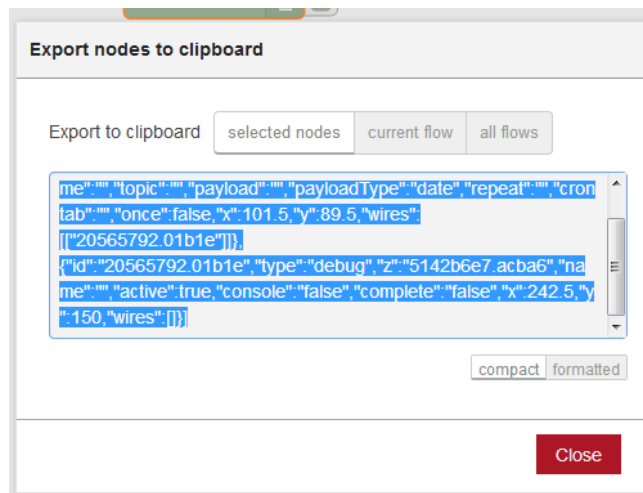 Export nodes to clipboard
Export to clipboard selected nodes current flow all flows
me":"","topic":"","payload":"","payloadType":"date","repeat":"","cron
tab":"","once":false,"x":101.5,"y":89.5,"wires":
[["20565792.01b1e"]]},
{"id":"20565792.01b1e","type":"debug","z":"5142b6e7.acba6","na
me":"","active":true,"console":"false","complete":"false","x":242.5,"y
":150,"wires":[]}]
compact formatted
Close